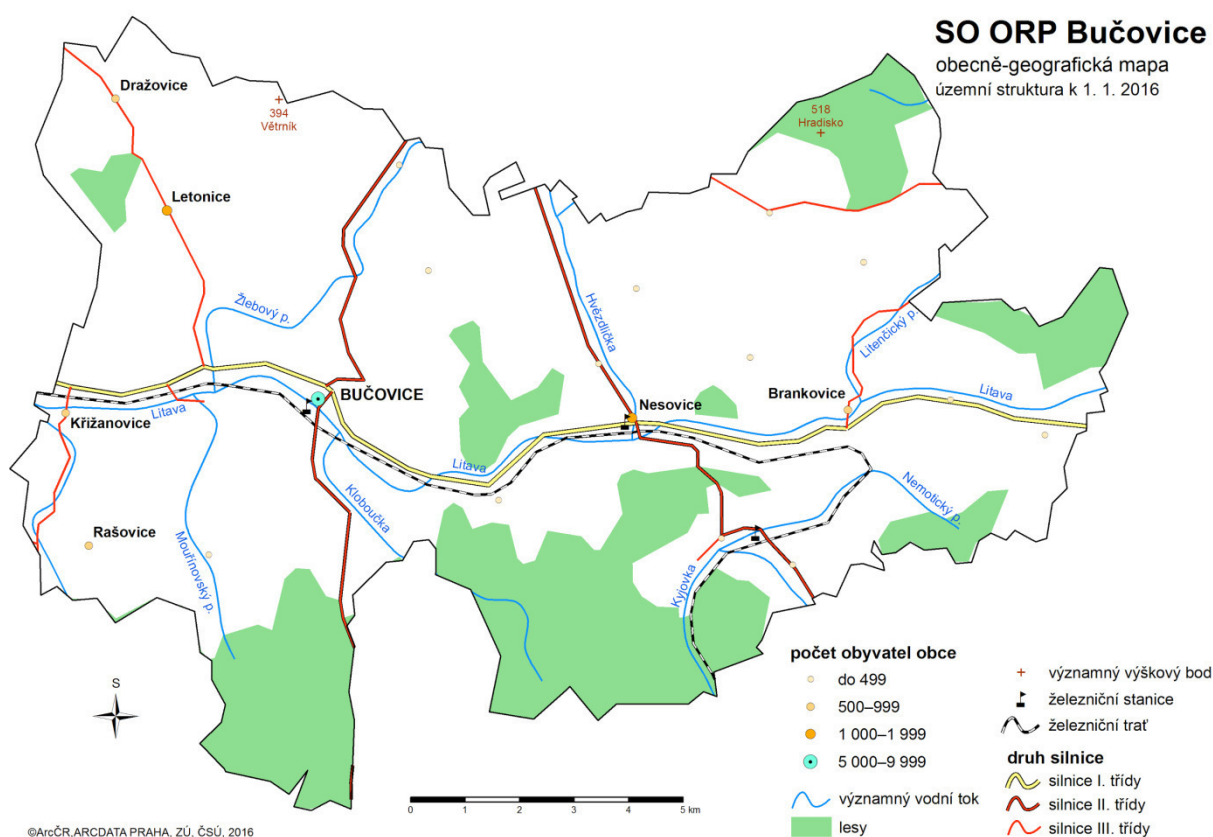 SO ORP Bučovice
obecně-geografická mapa
územní struktura k 1. 1. 2016
Dražovice
394
Větrník
518
Hradisko
Letonice
Žlebový p.
Hvězdlička
Litenčický p.
BUČOVICE
Nesovice
Brankovice
Litava
Křižanovice
Litava
Litava
Kloboučka
Nemotický p.
Rašovice
Mouřínovský p.
Kyjovka
S
počet obyvatel obce
do 499
500–999
1 000–1 999
5 000–9 999
významný vodní tok
lesy
významný výškový bod
železniční stanice
železniční trať
druh silnice
silnice I. třídy
silnice II. třídy
silnice III. třídy
0 1 2 3 4 5 km
©ArcČR,ARCDATA PRAHA, ZÚ, ČSÚ, 2016